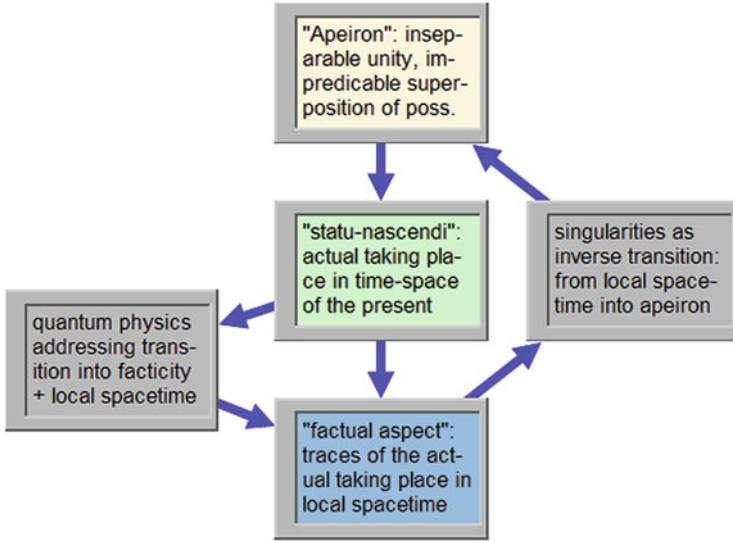 "Apeiron": insep-
arable unity, im-
predicable super-
position of poss.
"statu-nascendi":
actual taking pla-
ce in time-space
of the present
singularities as
inverse transition:
from local space-
time into apeiron
quantum physics
addressing trans-
ition into facticity
+ local spacetime
"factual aspect":
traces of the act-
ual taking place in
local spacetime